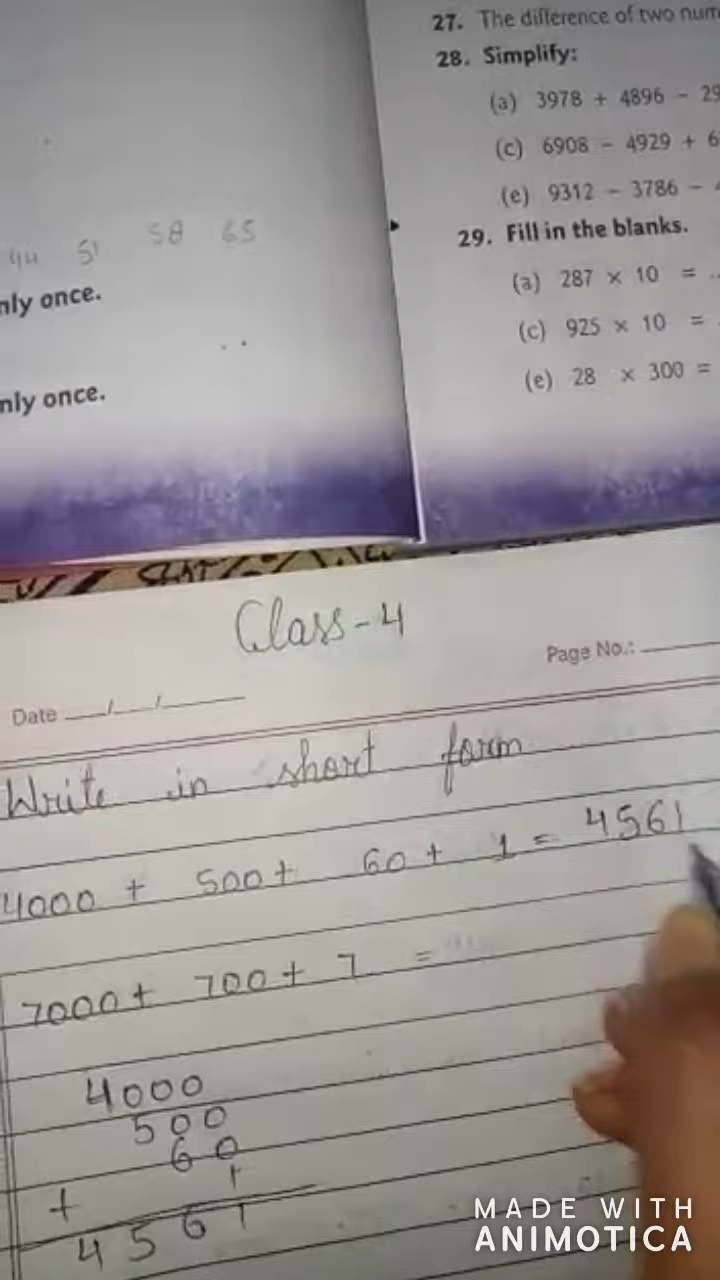 27. The difference of two num
28. Simplify:
(a) 3978 + 4896 - 29
(c) 6908 - 4929 + 6
(e) 9312 - 3786 -
29. Fill in the blanks.
(a) 287 × 10 =
(c) 925 × 10 =
(e) 28 × 300 =
44 51 58 65
nly once.
nly once.
Class-4
Date Page No.:
Write in short form
4000 + 500 + 60 + 1 = 4561
7000 + 700 + 7 =
4000
500
60
+ 1
4561
MADE WITH
ANIMOTICA